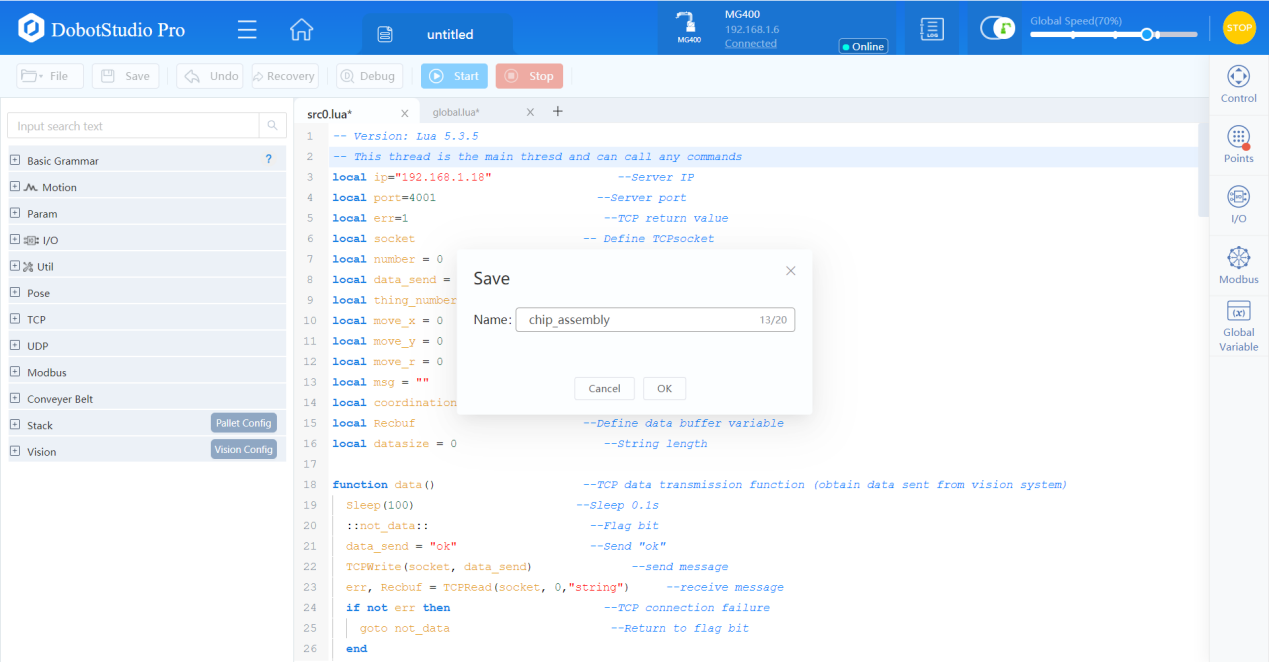 DobotStudio Pro
untitled
MG400
MG400
192.168.1.6
Connected
Online
LOG
Global Speed(70%)
STOP
File
Save
Undo
Recovery
Debug
Start
Stop
Control
Points
I/O
Modbus
(x)
Global
Variable
Input search text
Basic Grammar ?
Motion
Param
I/O
Util
Pose
TCP
UDP
Modbus
Conveyer Belt
Stack Pallet Config
Vision Vision Config
src0.lua* X global.lua* X +
1 -- Version: Lua 5.3.5
2 -- This thread is the main thresd and can call any commands
3 local ip="192.168.1.18" --Server IP
4 local port=4001 --Server port
5 local err=1 --TCP return value
6 local socket -- Define TCPsocket
7 local number = 0
8 local data_send =
9 local thing_number
10 local move_x = 0
11 local move_y = 0
12 local move_r = 0
13 local msg = ""
14 local coordination
15 local Recbuf --Define data buffer variable
16 local datasize = 0 --String length
17
18 function data() --TCP data transmission function (obtain data sent from vision system)
19 Sleep(100) --Sleep 0.1s
20 ::not_data:: --Flag bit
21 data_send = "ok" --Send "ok"
22 TCPWrite(socket, data_send) --send message
23 err, Recbuf = TCPRead(socket, 0,"string") --receive message
24 if not err then --TCP connection failure
25 goto not_data --Return to flag bit
26 end
Save
Name: chip_assembly 13/20
Cancel OK